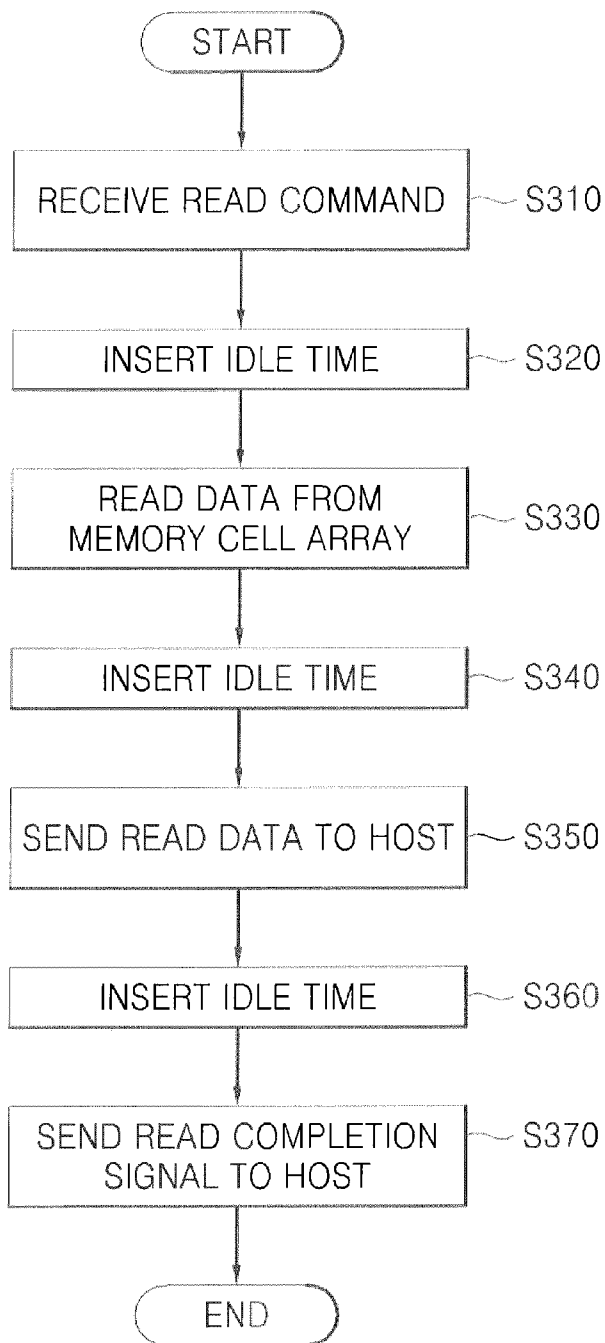 START
RECEIVE READ COMMAND
S310
INSERT IDLE TIME
S320
READ DATA FROM
MEMORY CELL ARRAY
S330
INSERT IDLE TIME
S340
SEND READ DATA TO HOST
S350
INSERT IDLE TIME
S360
SEND READ COMPLETION
SIGNAL TO HOST
S370
END